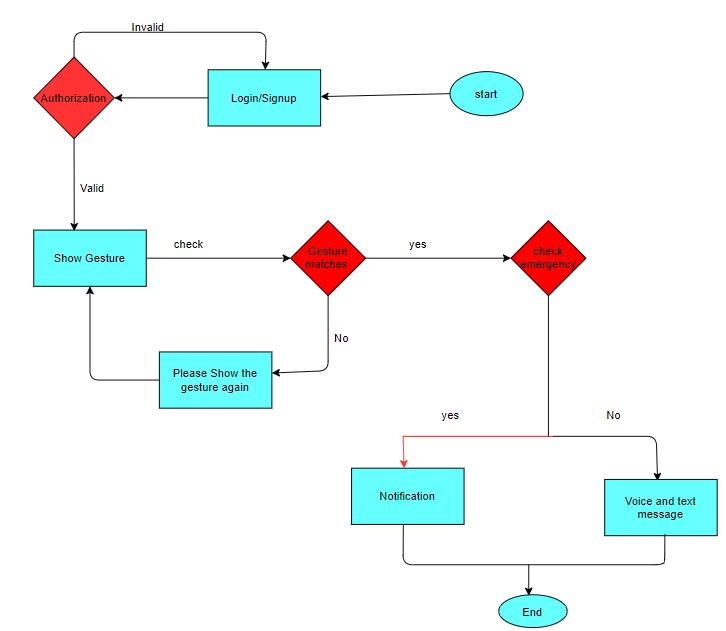 Invalid
Authorization
Login/Signup
start
Valid
Show Gesture
check
Gesture
matches
yes
check
emergency
No
Please Show the
gesture again
yes
No
Notification
Voice and text
message
End